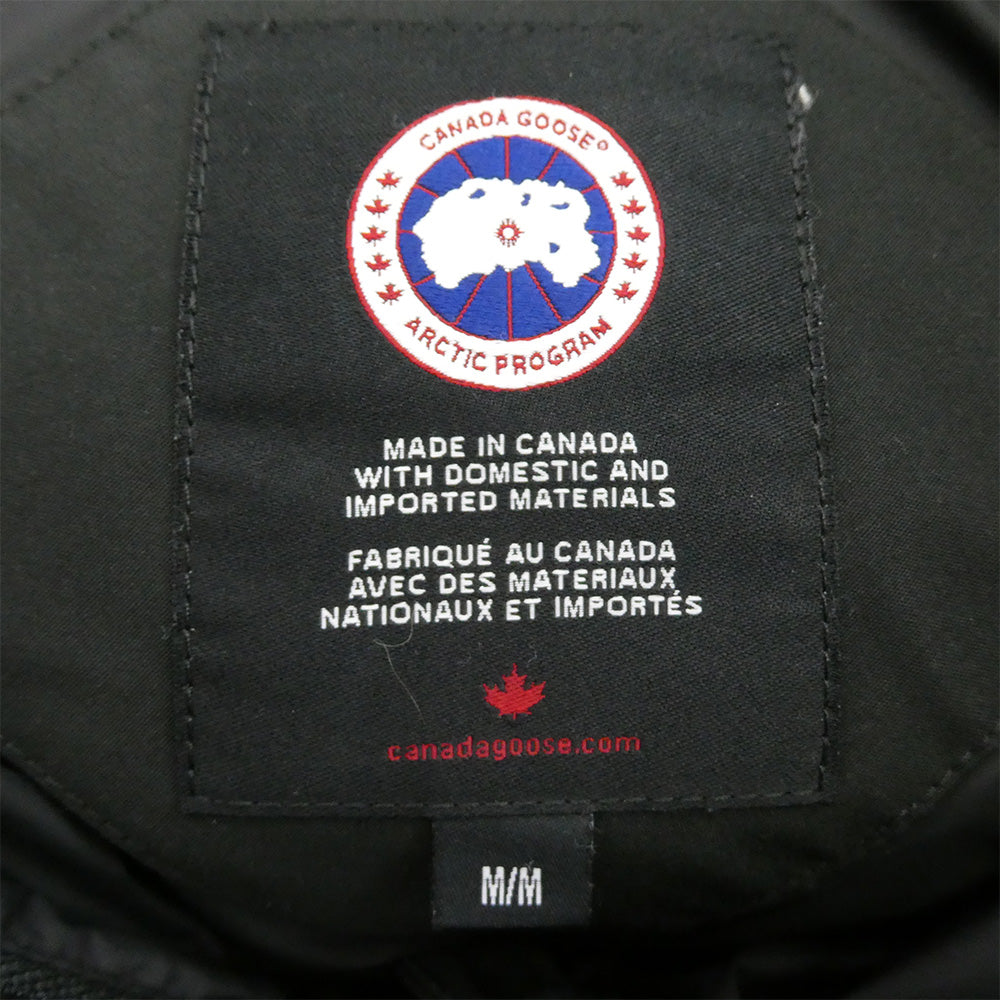 CANADA GOOSE®
ARCTIC PROGRAM
MADE IN CANADA
WITH DOMESTIC AND
IMPORTED MATERIALS
FABRIQUÉ AU CANADA
AVEC DES MATERIAUX
NATIONAUX ET IMPORTÉS
canadagoose.com
M/M